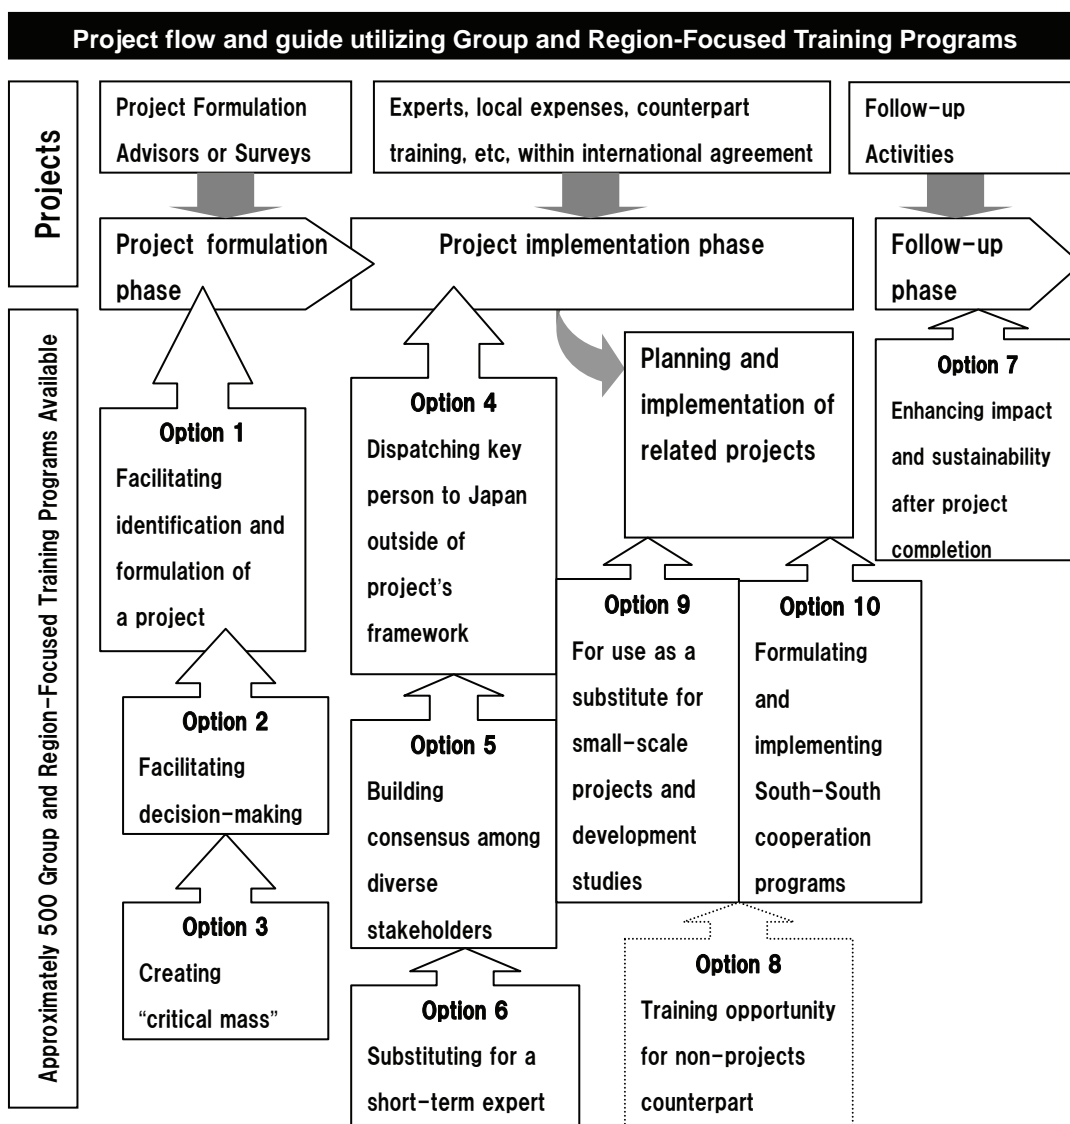 Project flow and guide utilizing Group and Region-Focused Training Programs
Projects
Project Formulation
Advisors or Surveys
Experts, local expenses, counterpart
training, etc, within international agreement
Follow-up
Activities
Project formulation
phase
Project implementation phase
Follow-up
phase
Approximately 500 Group and Region-Focused Training Programs Available
Option 1
Facilitating
identification and
formulation of
a project
Option 2
Facilitating
decision-making
Option 3
Creating
“critical mass”
Option 4
Dispatching key
person to Japan
outside of
project's
framework
Option 5
Building
consensus among
diverse
stakeholders
Option 6
Substituting for a
short-term expert
Planning and
implementation of
related projects
Option 9
For use as a
substitute for
small-scale
projects and
development
studies
Option 10
Formulating
and
implementing
South-South
cooperation
programs
Option 8
Training opportunity
for non-projects
counterpart
Option 7
Enhancing impact
and sustainability
after project
completion